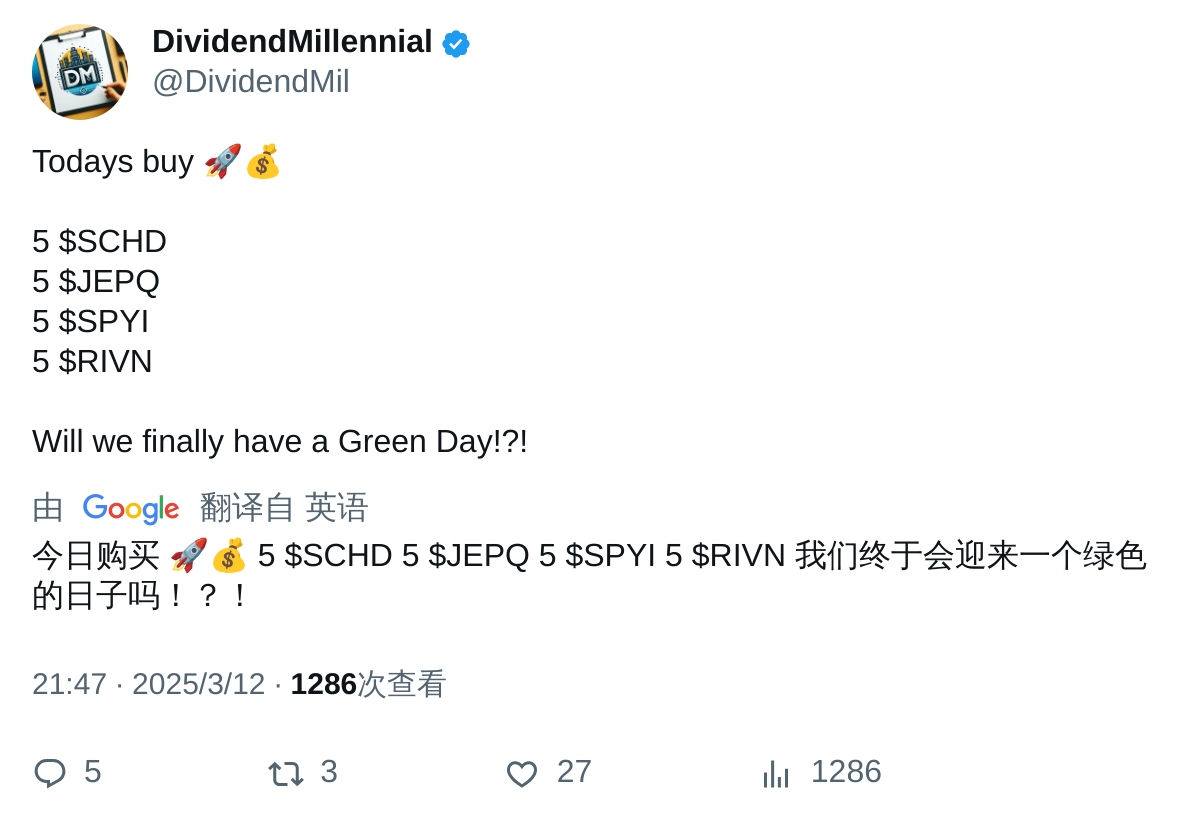 DividendMillennial
@DividendMil
DM
Todays buy 🚀💰
5 $SCHD
5 $JEPQ
5 $SPYI
5 $RIVN
Will we finally have a Green Day!?!
由 Google 翻译自 英语
今日购买 🚀💰 5 $SCHD 5 $JEPQ 5 $SPYI 5 $RIVN 我们终于会迎来一个绿色
的日子吗！？！
21:47 · 2025/3/12 · 1286次查看
5 3 27 1286